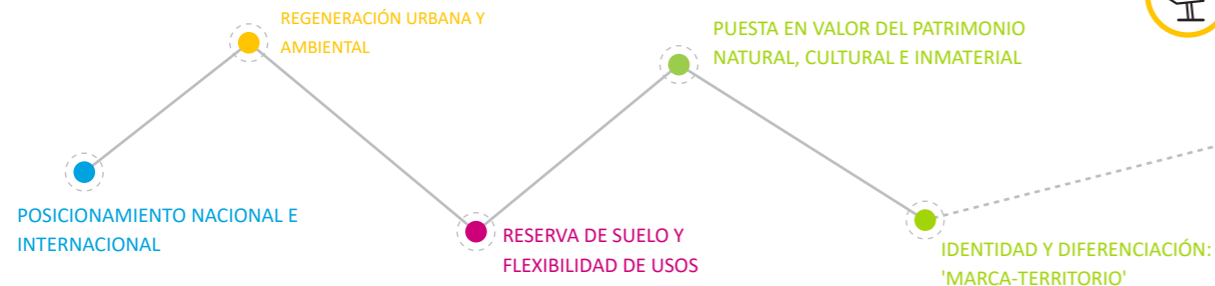 REGENERACIÓN URBANA Y
AMBIENTAL
PUESTA EN VALOR DEL PATRIMONIO
NATURAL, CULTURAL E INMATERIAL
POSICIONAMIENTO NACIONAL E
INTERNACIONAL
RESERVA DE SUELO Y
FLEXIBILIDAD DE USOS
IDENTIDAD Y DIFERENCIACIÓN:
'MARCA-TERRITORIO'